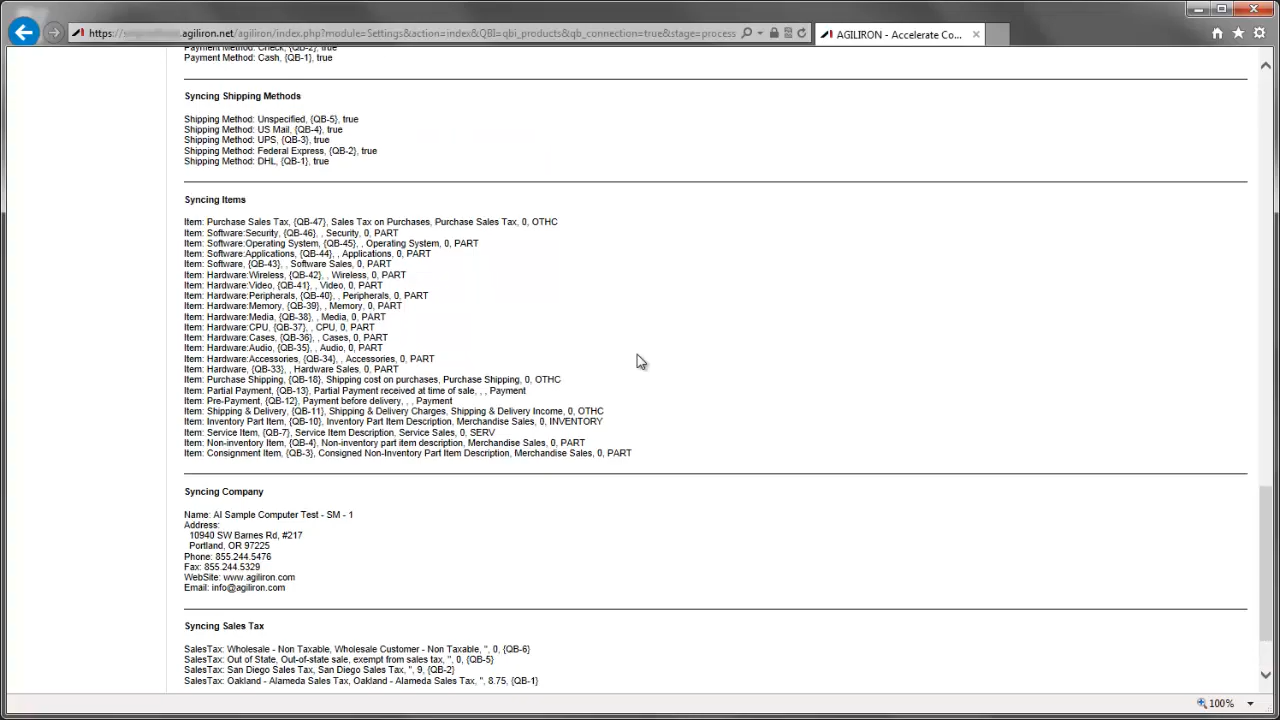 https://agiliron.net/agiliron/index.php?module=Settings&action=index&QBI=qbi_products&qb_connection=true&stage=process
AGILIRON - Accelerate Co...
Payment Method: Check, {QB-2}, true
Payment Method: Cash, {QB-1}, true
Syncing Shipping Methods
Shipping Method: Unspecified, {QB-5}, true
Shipping Method: US Mail, {QB-4}, true
Shipping Method: UPS, {QB-3}, true
Shipping Method: Federal Express, {QB-2}, true
Shipping Method: DHL, {QB-1}, true
Syncing Items
Item: Purchase Sales Tax, {QB-47}, Sales Tax on Purchases, Purchase Sales Tax, 0, OTHC
Item: Software:Security, {QB-46}, , Security, 0, PART
Item: Software:Operating System, {QB-45}, , Operating System, 0, PART
Item: Software:Applications, {QB-44}, , Applications, 0, PART
Item: Software, {QB-43}, , Software Sales, 0, PART
Item: Hardware:Wireless, {QB-42}, , Wireless, 0, PART
Item: Hardware:Video, {QB-41}, , Video, 0, PART
Item: Hardware:Peripherals, {QB-40}, , Peripherals, 0, PART
Item: Hardware:Memory, {QB-39}, , Memory, 0, PART
Item: Hardware:Media, {QB-38}, , Media, 0, PART
Item: Hardware:CPU, {QB-37}, , CPU, 0, PART
Item: Hardware:Cases, {QB-36}, , Cases, 0, PART
Item: Hardware:Audio, {QB-35}, , Audio, 0, PART
Item: Hardware:Accessories, {QB-34}, , Accessories, 0, PART
Item: Hardware, {QB-33}, , Hardware Sales, 0, PART
Item: Purchase Shipping, {QB-18}, Shipping cost on purchases, Purchase Shipping, 0, OTHC
Item: Partial Payment, {QB-13}, Partial Payment received at time of sale, , , Payment
Item: Pre-Payment, {QB-12}, Payment before delivery, , , Payment
Item: Shipping & Delivery, {QB-11}, Shipping & Delivery Charges, Shipping & Delivery Income, 0, OTHC
Item: Inventory Part Item, {QB-10}, Inventory Part Item Description, Merchandise Sales, 0, INVENTORY
Item: Service Item, {QB-7}, Service Item Description, Service Sales, 0, SERV
Item: Non-inventory Item, {QB-4}, Non-inventory part item description, Merchandise Sales, 0, PART
Item: Consignment Item, {QB-3}, Consigned Non-Inventory Part Item Description, Merchandise Sales, 0, PART
Syncing Company
Name: AI Sample Computer Test - SM - 1
Address:
10940 SW Barnes Rd, #217
Portland, OR 97225
Phone: 855.244.5476
Fax: 855.244.5329
WebSite: www.agiliron.com
Email: info@agiliron.com
Syncing Sales Tax
SalesTax: Wholesale - Non Taxable, Wholesale Customer - Non Taxable, ", 0, {QB-6}
SalesTax: Out of State, Out-of-state sale, exempt from sales tax, ", 0, {QB-5}
SalesTax: San Diego Sales Tax, San Diego Sales Tax, ", 9, {QB-2}
SalesTax: Oakland - Alameda Sales Tax, Oakland - Alameda Sales Tax, ", 8.75, {QB-1}
100%